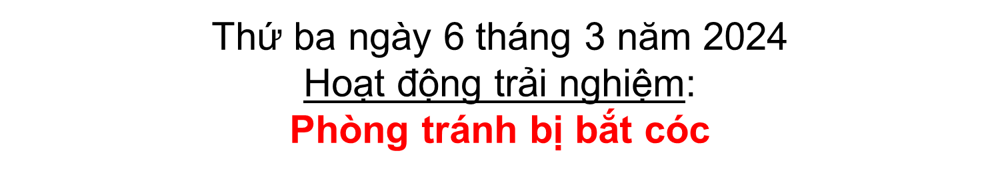 Thứ ba ngày 6 tháng 3 năm 2024
Hoạt động trải nghiệm:
Phòng tránh bị bắt cóc